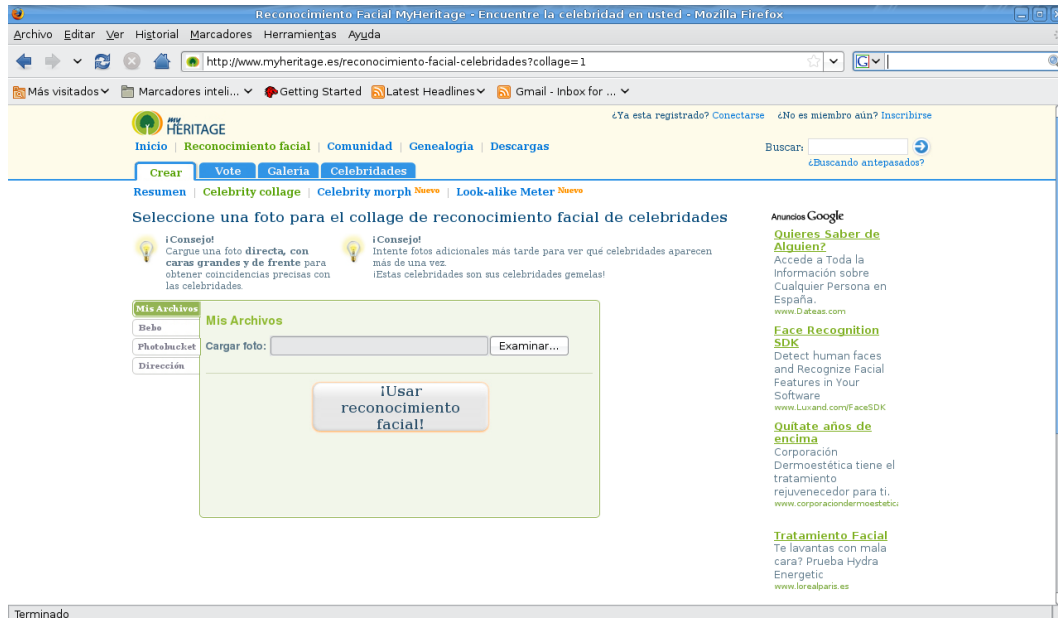 Reconocimiento Facial MyHeritage - Encuentre la celebridad en usted - Mozilla Firefox
Archivo Editar Ver Historial Marcadores Herramientas Ayuda
http://www.myheritage.es/reconocimiento-facial-celebridades?collage=1
G
Más visitados Marcadores inteli... Getting Started Latest Headlines Gmail - Inbox for ...
my HERITAGE
¿Ya esta registrado? Conectarse ¿No es miembro aún? Inscribirse
Inicio | Reconocimiento facial | Comunidad | Genealogía | Descargas
Buscar:
¿Buscando antepasados?
Crear Vote Galería Celebridades
Resumen | Celebrity collage | Celebrity morph Nuevo | Look-alike Meter Nuevo
Seleccione una foto para el collage de reconocimiento facial de celebridades
¡Consejo!
Cargue una foto directa, con
caras grandes y de frente para
obtener coincidencias precisas con
las celebridades.
¡Consejo!
Intente fotos adicionales más tarde para ver qué celebridades aparecen
más de una vez.
¡Estas celebridades son sus celebridades gemelas!
Mis Archivos
Bebo
Photobucket
Dirección
Mis Archivos
Cargar foto: Examinar...
¡Usar
reconocimiento
facial!
Anuncios Google
Quieres Saber de
Alguien?
Accede a Toda la
Información sobre
Cualquier Persona en
España.
www.Dateas.com
Face Recognition
SDK
Detect human faces
and Recognize Facial
Features in Your
Software
www.Luxand.com/FaceSDK
Quítate años de
encima
Corporación
Dermoestética tiene el
tratamiento
rejuvenecedor para ti.
www.corporaciondermoestetica
Tratamiento Facial
Te lavantas con mala
cara? Prueba Hydra
Energetic
www.lorealparis.es
Terminado